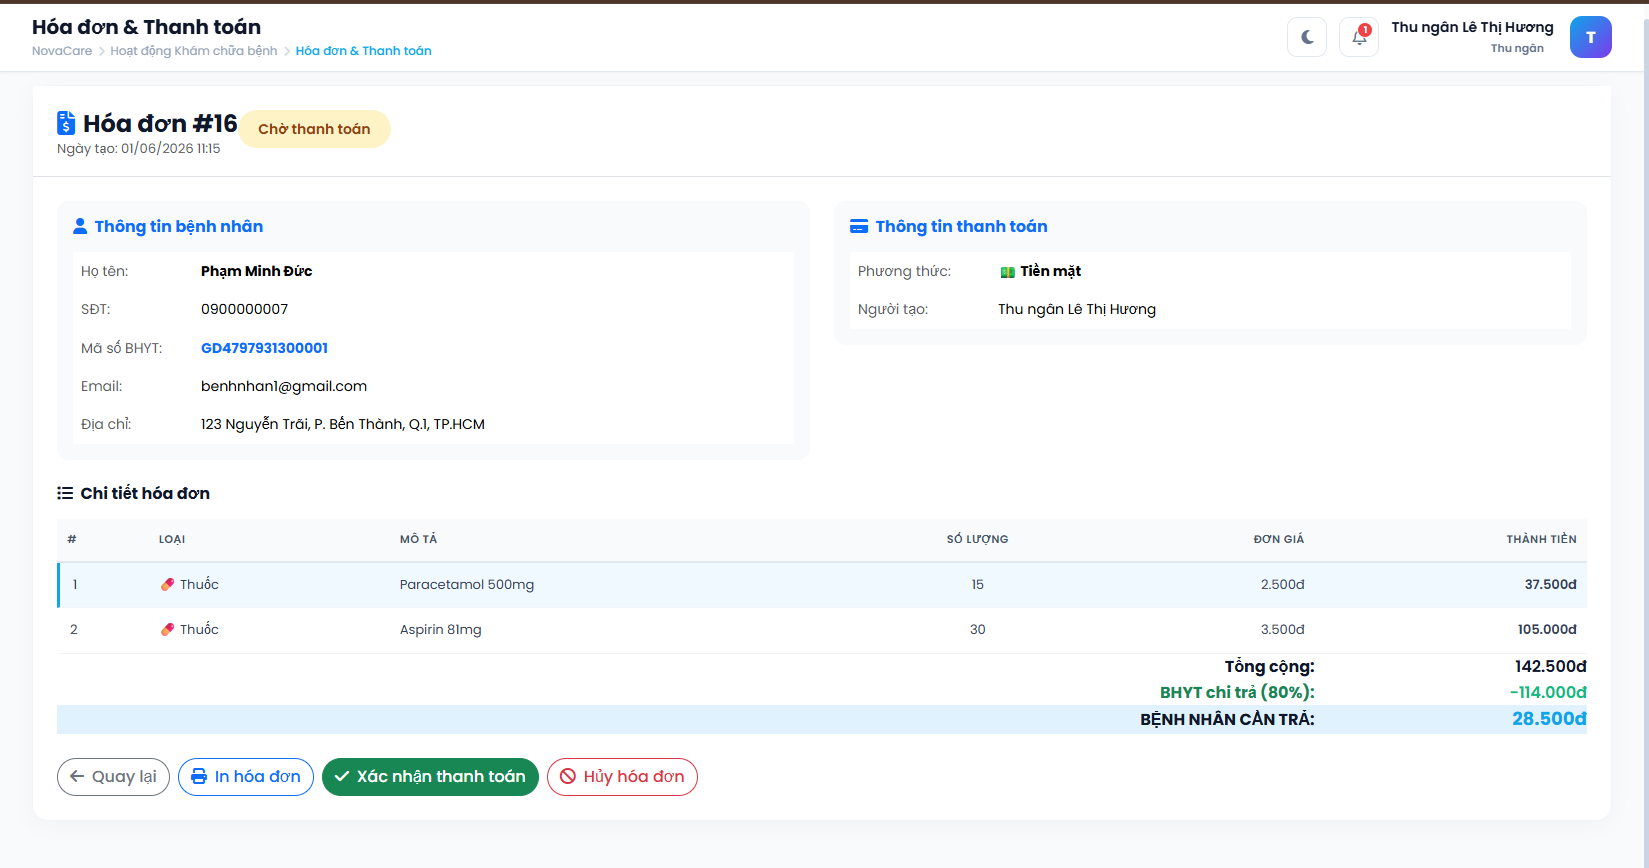 Hóa đơn & Thanh toán
NovaCare > Hoạt động Khám chữa bệnh > Hóa đơn & Thanh toán
1
Thu ngân Lê Thị Hương
Thu ngân
T
Hóa đơn #16
Chờ thanh toán
Ngày tạo: 01/06/2026 11:15
Thông tin bệnh nhân
Họ tên: Phạm Minh Đức
SĐT: 0900000007
Mã số BHYT: GD4797931300001
Email: benhnhan1@gmail.com
Địa chỉ: 123 Nguyễn Trãi, P. Bến Thành, Q.1, TP.HCM
Thông tin thanh toán
Phương thức: Tiền mặt
Người tạo: Thu ngân Lê Thị Hương
Chi tiết hóa đơn
# LOẠI MÔ TẢ SỐ LƯỢNG ĐƠN GIÁ THÀNH TIỀN
1 Thuốc Paracetamol 500mg 15 2.500đ 37.500đ
2 Thuốc Aspirin 81mg 30 3.500đ 105.000đ
Tổng cộng: 142.500đ
BHYT chi trả (80%): -114.000đ
BỆNH NHÂN CẦN TRẢ: 28.500đ
Quay lại
In hóa đơn
Xác nhận thanh toán
Hủy hóa đơn